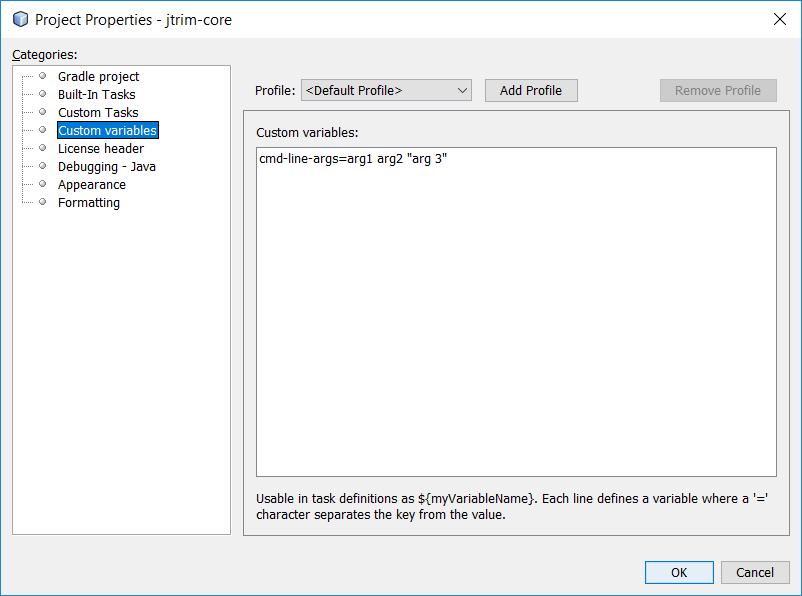 Project Properties - jtrim-core
Categories:
Gradle project
Built-In Tasks
Custom Tasks
Custom variables
License header
Debugging - Java
Appearance
Formatting
Profile: <Default Profile> Add Profile Remove Profile
Custom variables:
cmd-line-args=arg1 arg2 "arg 3"
Usable in task definitions as ${myVariableName}. Each line defines a variable where a '='
character separates the key from the value.
OK Cancel